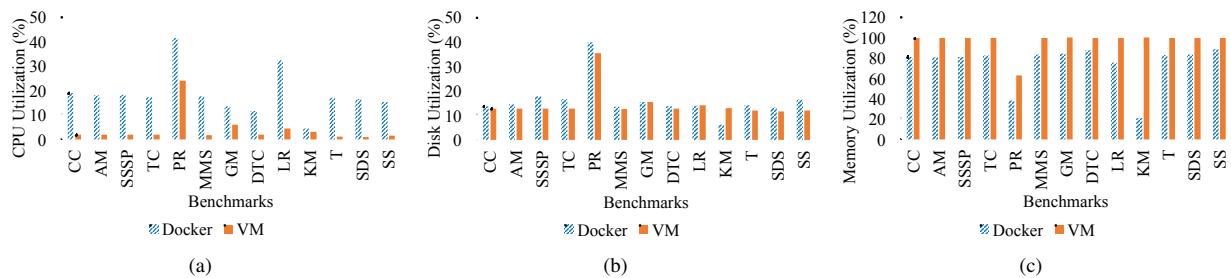 CPU Utilization (%)
50
40
30
20
10
0
CC
AM
SSSP
TC
PR
MMS
GM
DTC
LR
KM
T
SDS
SS
Benchmarks
Docker VM
(a)
Disk Utilization (%)
50
40
30
20
10
0
CC
AM
SSSP
TC
PR
MMS
GM
DTC
LR
KM
T
SDS
SS
Benchmarks
Docker VM
(b)
Memory Utilization (%)
120
100
80
60
40
20
0
CC
AM
SSSP
TC
PR
MMS
GM
DTC
LR
KM
T
SDS
SS
Benchmarks
Docker VM
(c)